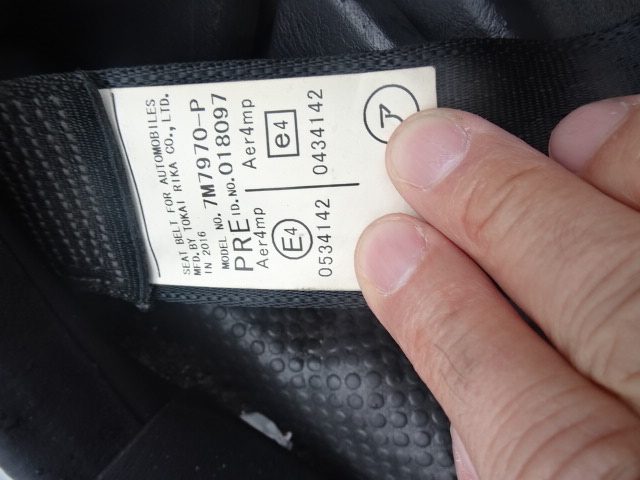 SEAT BELT FOR AUTOMOBILES
MFD. BY TOKAI RIKA CO., LTD.
IN 2016
MODEL NO. 7M7970-P
PRE ID.NO. 018097
Aer4mp Aer4mp
E4 e4
0534142 0434142
ア